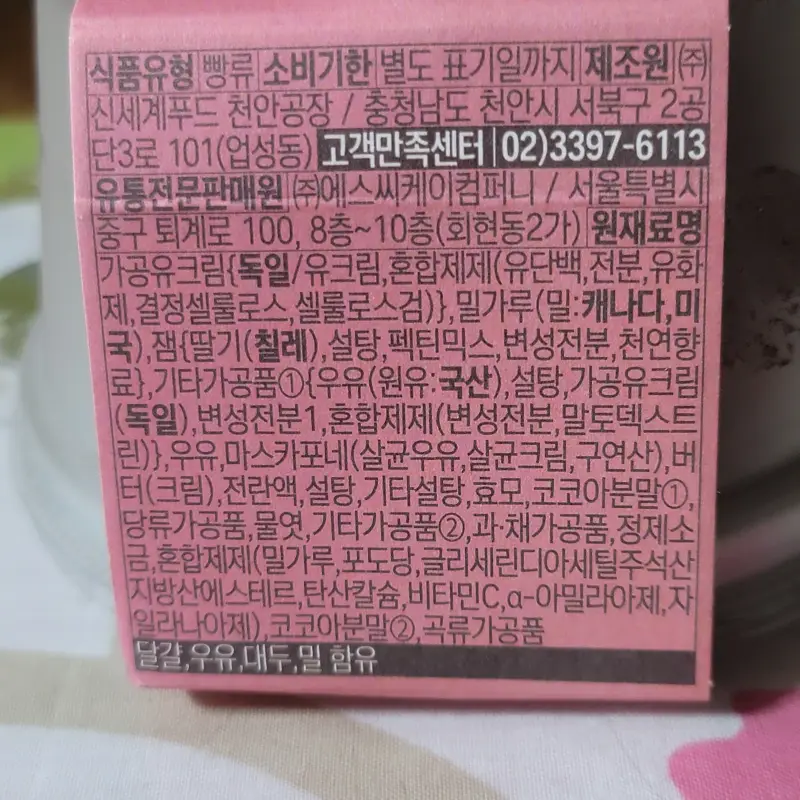 식품유형 빵류 소비기한 별도 표기일까지 제조원 ㈜
신세계푸드 천안공장 / 충청남도 천안시 서북구 2공
단3로 101(업성동) 고객만족센터 02)3397-6113
유통전문판매원 ㈜에스씨케이컴퍼니 / 서울특별시
중구 퇴계로 100, 8층~10층(회현동2가) 원재료명
가공유크림{독일/유크림,혼합제제(유단백,전분,유화
제,결정셀룰로스,셀룰로스검)},밀가루(밀:캐나다,미
국),잼{딸기(칠레),설탕,펙틴믹스,변성전분,천연향
료},기타가공품①{우유(원유:국산),설탕,가공유크림
(독일),변성전분1,혼합제제(변성전분,말토덱스트
린)},우유,마스카포네(살균우유,살균크림,구연산),버
터(크림),전란액,설탕,기타설탕,효모,코코아분말①,
당류가공품,물엿,기타가공품②,과·채가공품,정제소
금,혼합제제(밀가루,포도당,글리세린디아세틸주석산
지방산에스테르,탄산칼슘,비타민C,α-아밀라아제,자
일라나아제),코코아분말②,곡류가공품
달걀,우유,대두,밀 함유